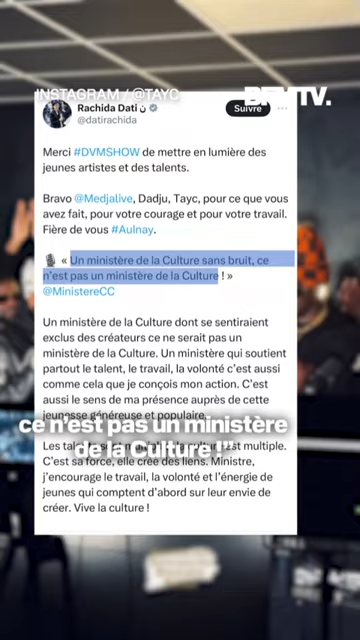 INSTAGRAM / @TAYC
BFMTV.
Rachida Dati
@datirachida
Suivre
Merci #DVMSHOW de mettre en lumière des
jeunes artistes et des talents.
Bravo @Medjalive, Dadju, Tayc, pour ce que vous
avez fait, pour votre courage et pour votre travail.
Fière de vous #Aulnay.
🎙️ « Un ministère de la Culture sans bruit, ce
n'est pas un ministère de la Culture ! »
@MinistereCC
Un ministère de la Culture dont se sentiraient
exclus des créateurs ce ne serait pas un
ministère de la Culture. Un ministère qui soutient
partout le talent, le travail, la volonté c'est aussi
comme cela que je conçois mon action. C'est
aussi le sens de ma présence auprès de cette
jeunesse généreuse et populaire.
ce n'est pas un ministère
de la Culture !"
Les culture est multiple.
C'est sa force, elle crée des liens. Ministre,
j'encourage le travail, la volonté et l'énergie de
jeunes qui comptent d'abord sur leur envie de
créer. Vive la culture !